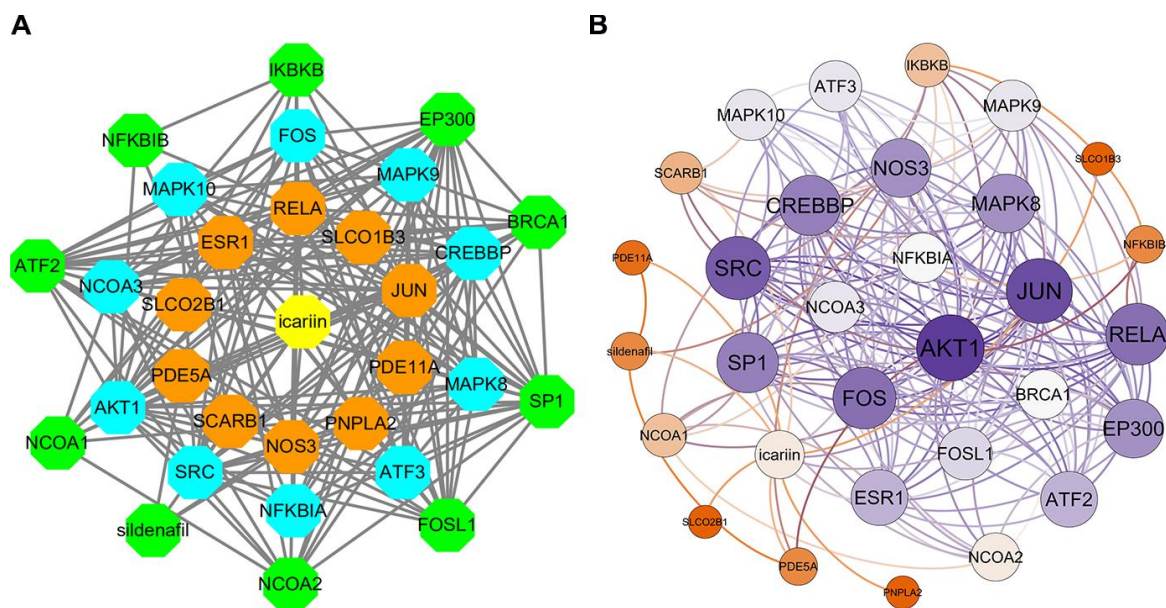 A
IKBKB
EP300
NFKBIB
FOS
MAPK10
MAPK9
RELA
BRCA1
ESR1
SLCO1B3
CREBBP
ATF2
NCOA3
JUN
SLCO2B1
icariin
PDE5A
PDE11A
MAPK8
SP1
AKT1
SCARB1
PNPLA2
NCOA1
NOS3
SRC
ATF3
NFKBIA
sildenafil
FOSL1
NCOA2
B
IKBKB
ATF3
MAPK10
MAPK9
SLCO1B3
SCARB1
NOS3
CREBBP
MAPK8
NFKBIB
PDE11A
SRC
NFKBIA
JUN
NCOA3
RELA
sildenafil
SP1
AKT1
FOS
BRCA1
NCOA1
EP300
icariin
FOSL1
ESR1
ATF2
SLCO2B1
NCOA2
PDE5A
PNPLA2